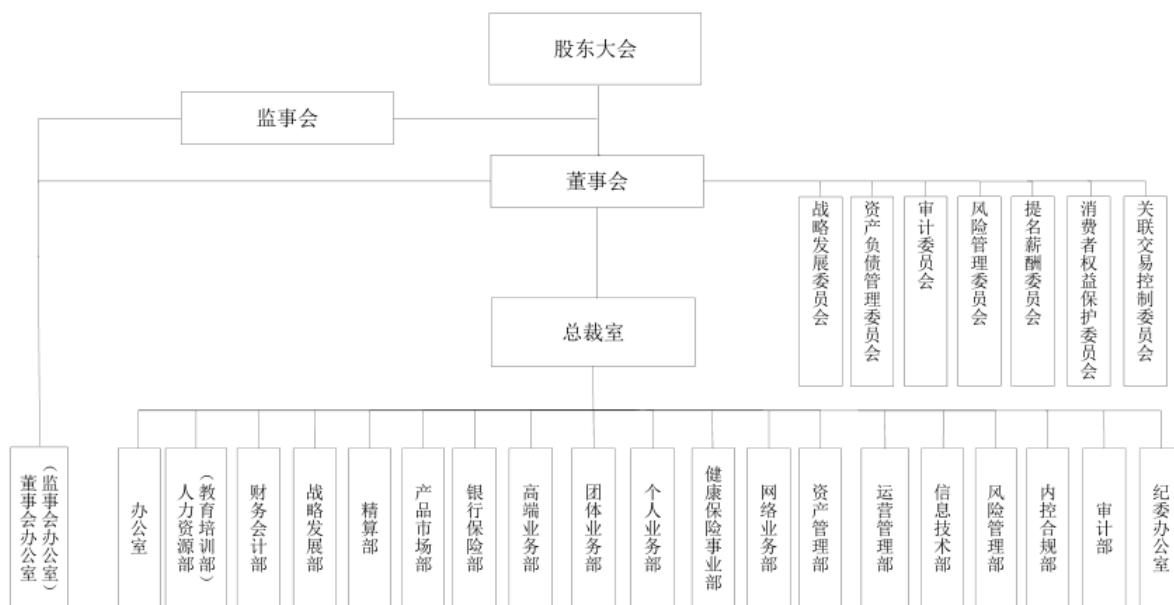 股东大会
监事会
董事会
战略发展委员会
资产负债管理委员会
审计委员会
风险管理委员会
提名薪酬委员会
消费者权益保护委员会
关联交易控制委员会
总裁室
董事会办公室
（监事会办公室）
办公室
人力资源部
（教育培训部）
财务会计部
战略发展部
精算部
产品市场部
银行保险部
高端业务部
团体业务部
个人业务部
健康保险事业部
网络业务部
资产管理部
运营管理部
信息技术部
风险管理部
内控合规部
审计部
纪委办公室